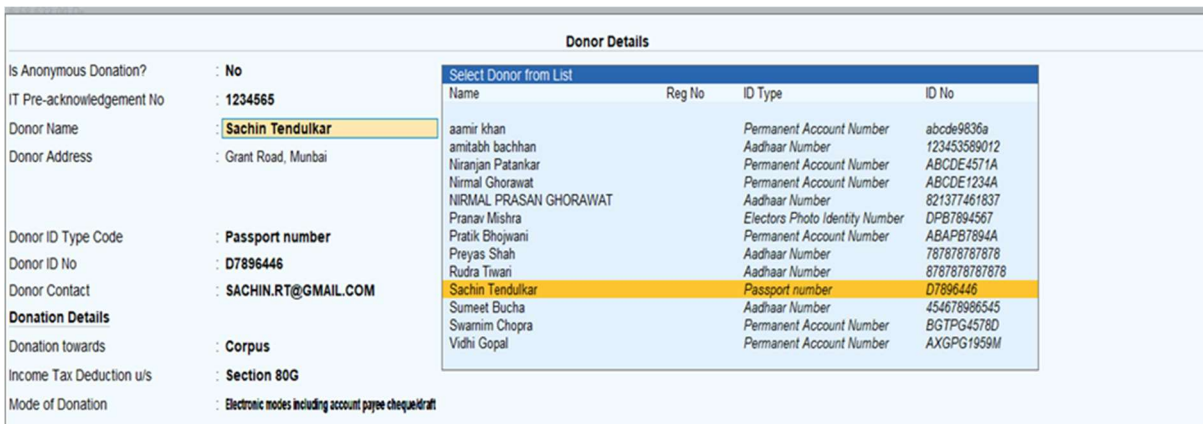 Donor Details
Is Anonymous Donation? : No
IT Pre-acknowledgement No : 1234565
Donor Name : Sachin Tendulkar
Donor Address : Grant Road, Munbai
Donor ID Type Code : Passport number
Donor ID No : D7896446
Donor Contact : SACHIN.RT@GMAIL.COM
Donation Details
Donation towards : Corpus
Income Tax Deduction u/s : Section 80G
Mode of Donation : Electronic modes including account payee cheque/draft
Select Donor from List
Name Reg No ID Type ID No
aamir khan Permanent Account Number abcde9836a
amitabh bachhan Aadhaar Number 123453589012
Niranjan Patankar Permanent Account Number ABCDE4571A
Nirmal Ghorawat Permanent Account Number ABCDE1234A
NIRMAL PRASAN GHORAWAT Aadhaar Number 821377461837
Pranav Mishra Electors Photo Identity Number DPB7894567
Pratik Bhojwani Permanent Account Number ABAPB7894A
Preyas Shah Aadhaar Number 787878787878
Rudra Tiwari Aadhaar Number 8787878787878
Sachin Tendulkar Passport number D7896446
Sumeet Bucha Aadhaar Number 454678986545
Swarnim Chopra Permanent Account Number BGTPG4578D
Vidhi Gopal Permanent Account Number AXGPG1959M